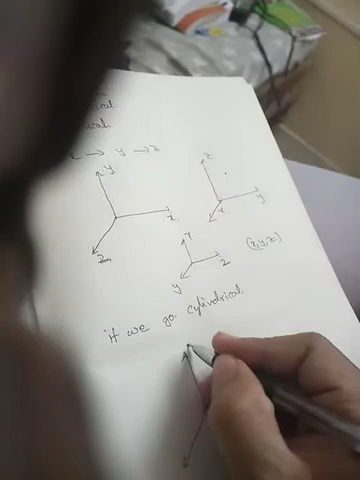 → y → z
y
x
z
z
y
x
x
z
y
(x,y,z)
if we go cylindrical.